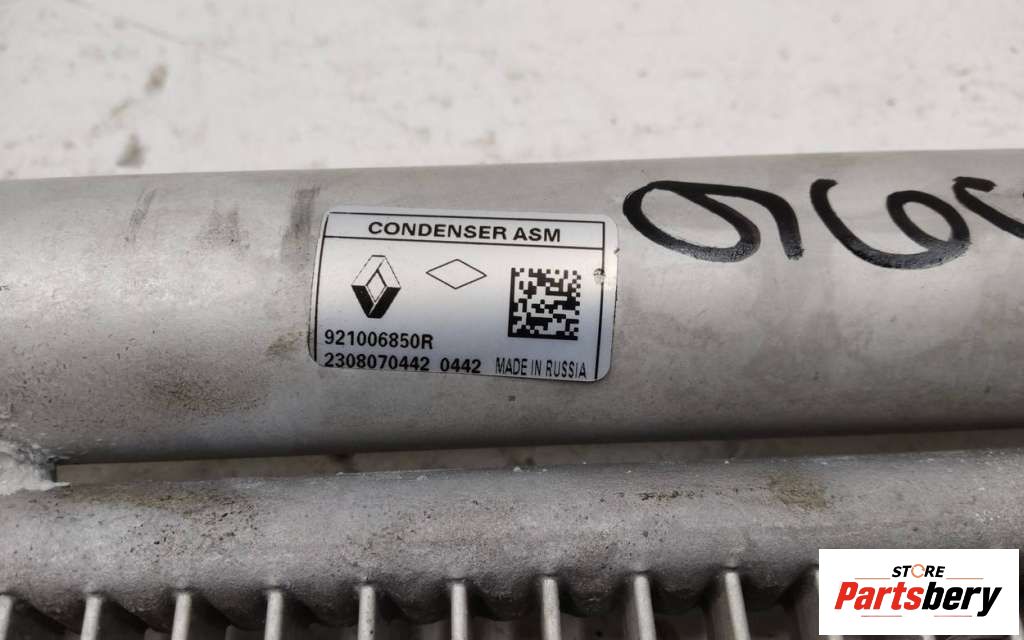 CONDENSER ASM
921006850R
2308070442 0442 MADE IN RUSSIA
STORE
Partsbery